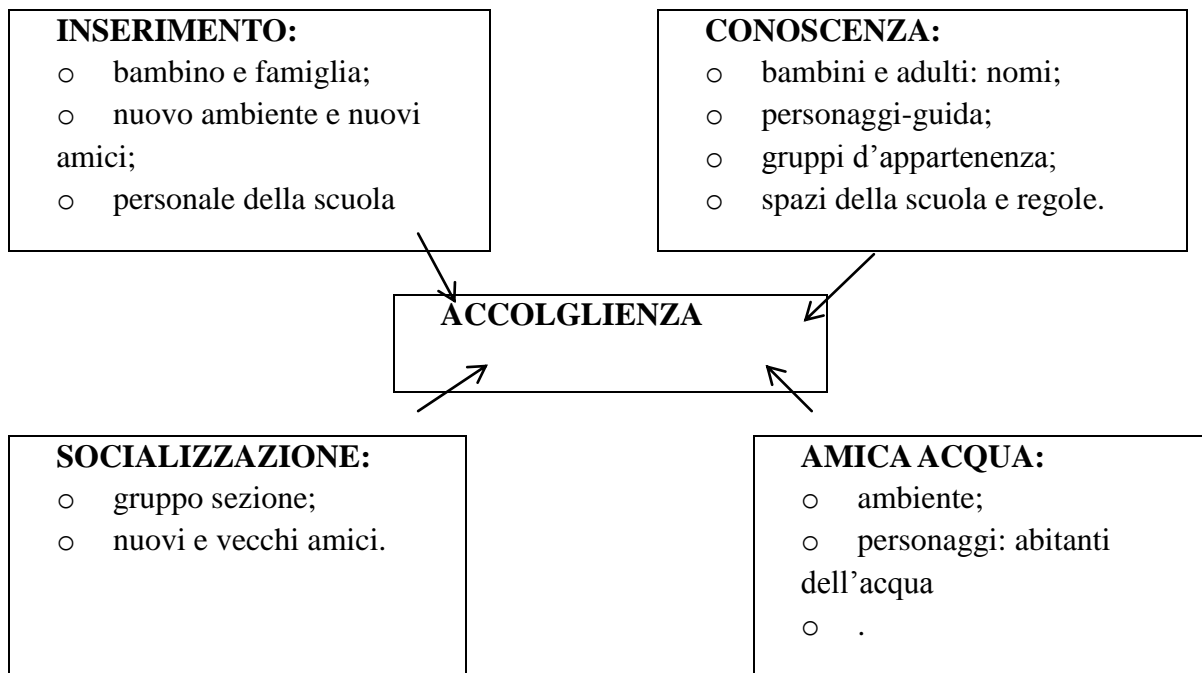 INSERIMENTO:
o bambino e famiglia;
o nuovo ambiente e nuovi
amici;
o personale della scuola
CONOSCENZA:
o bambini e adulti: nomi;
o personaggi-guida;
o gruppi d’appartenenza;
o spazi della scuola e regole.
ACCOLGLIENZA
SOCIALIZZAZIONE:
o gruppo sezione;
o nuovi e vecchi amici.
AMICA ACQUA:
o ambiente;
o personaggi: abitanti
dell’acqua
o .